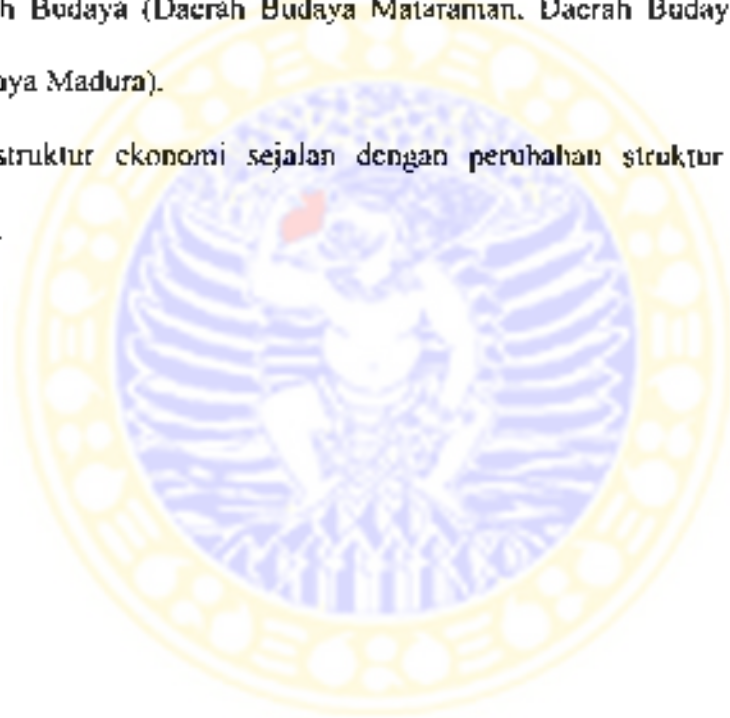 h Budaya (Daerah Budaya Mataraman. Daerah Buday
aya Madura).
struktur ekonomi sejalan dengan perubahan struktur
.